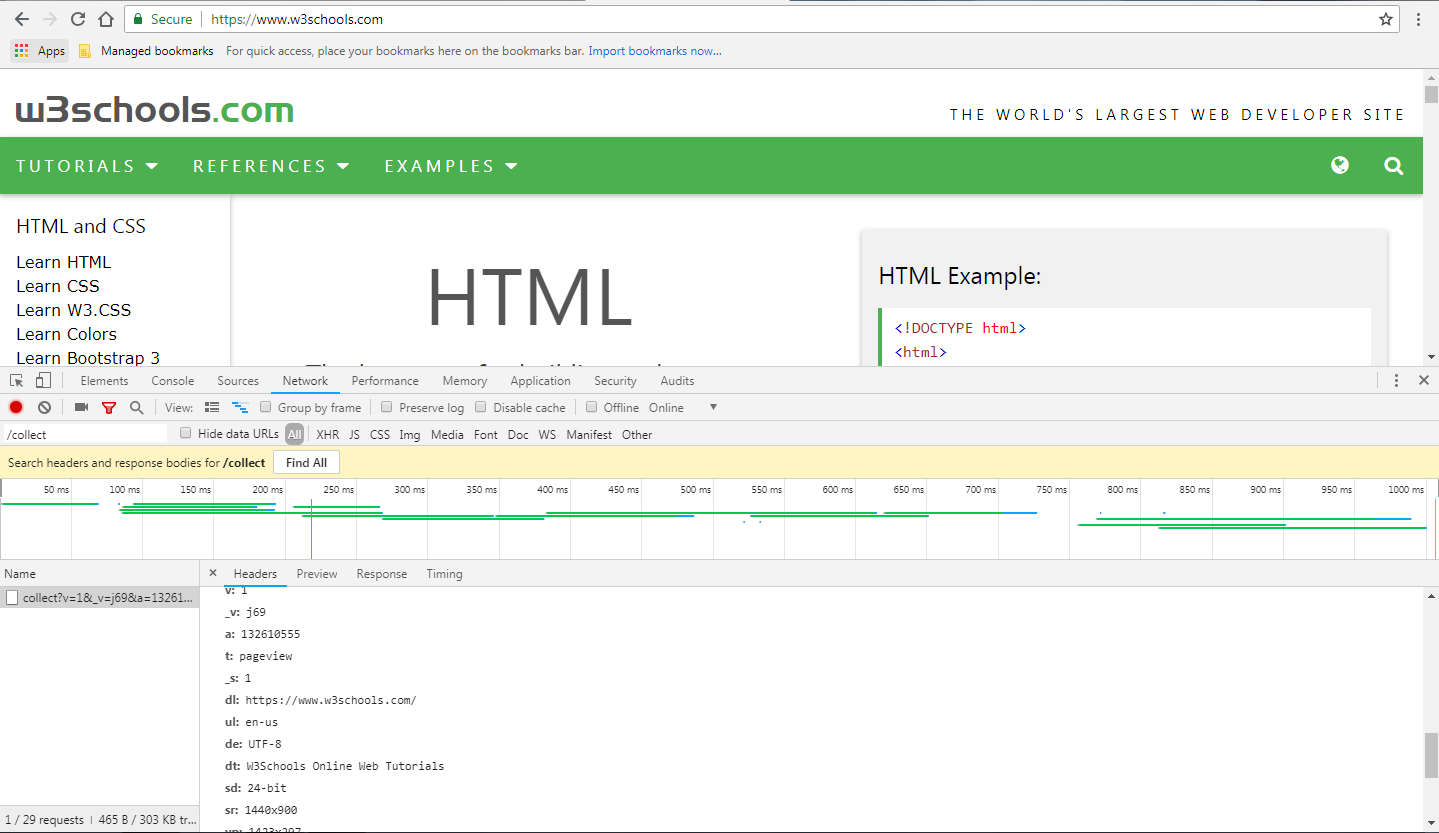 Secure | https://www.w3schools.com
Apps Managed bookmarks For quick access, place your bookmarks here on the bookmarks bar. Import bookmarks now...
w3schools.com
THE WORLD'S LARGEST WEB DEVELOPER SITE
TUTORIALS REFERENCES EXAMPLES
HTML and CSS
Learn HTML
Learn CSS
Learn W3.CSS
Learn Colors
Learn Bootstrap 3
HTML
HTML Example:
<!DOCTYPE html>
<html>
Elements Console Sources Network Performance Memory Application Security Audits
View: Group by frame Preserve log Disable cache Offline Online
/collect Hide data URLs All XHR JS CSS Img Media Font Doc WS Manifest Other
Search headers and response bodies for /collect Find All
50 ms 100 ms 150 ms 200 ms 250 ms 300 ms 350 ms 400 ms 450 ms 500 ms 550 ms 600 ms 650 ms 700 ms 750 ms 800 ms 850 ms 900 ms 950 ms 1000 ms
Name × Headers Preview Response Timing
collect?v=1&_v=j69&a=13261...
v: 1
_v: j69
a: 132610555
t: pageview
_s: 1
dl: https://www.w3schools.com/
ul: en-us
de: UTF-8
dt: W3Schools Online Web Tutorials
sd: 24-bit
sr: 1440x900
vp: 1423x297
1 / 29 requests | 465 B / 303 KB tr...